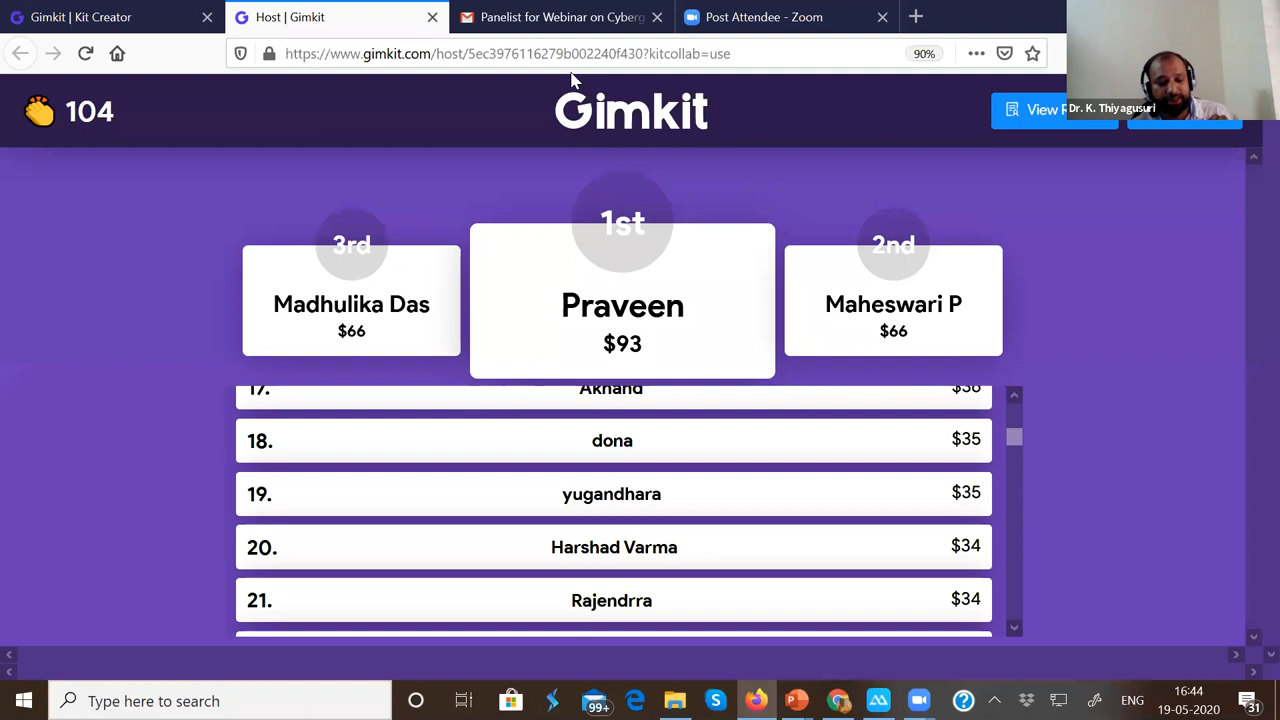 Gimkit | Kit Creator
Host | Gimkit
Panelist for Webinar on Cyberg
Post Attendee - Zoom
https://www.gimkit.com/host/5ec3976116279b002240f430?kitcollab=use
90%
Dr. K. Thiyagusuri
104
Gimkit
View
1st
3rd
2nd
Praveen
$93
Madhulika Das
$66
Maheswari P
$66
17.
Akhand
18.
dona
$35
19.
yugandhara
$35
20.
Harshad Varma
$34
21.
Rajendrra
$34
Type here to search
99+
ENG
16:44
19-05-2020
31